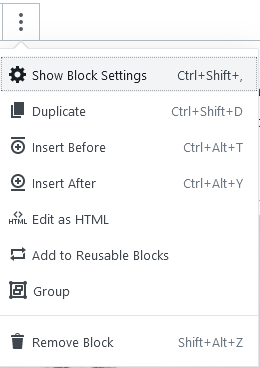 Show Block Settings Ctrl+Shift+,
Duplicate Ctrl+Shift+D
Insert Before Ctrl+Alt+T
Insert After Ctrl+Alt+Y
HTML Edit as HTML
Add to Reusable Blocks
Group
Remove Block Shift+Alt+Z